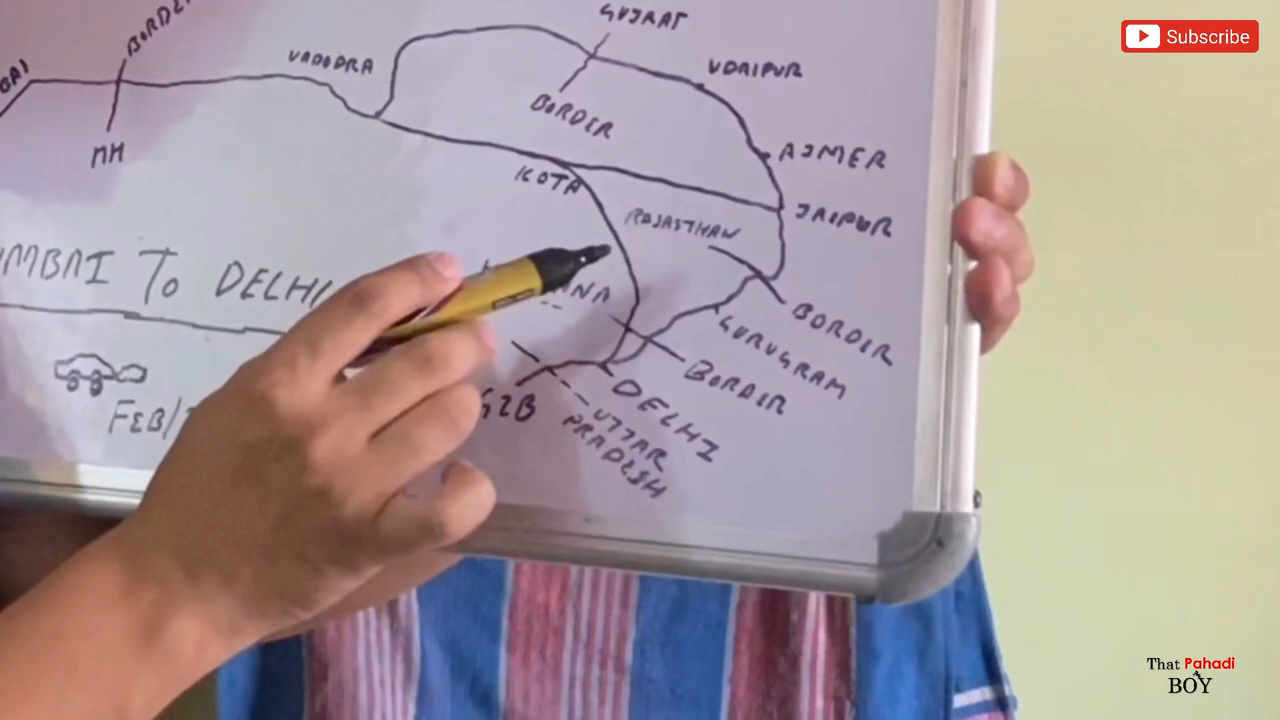 GUJRAT
BORDER
VADODRA
UDAIPUR
BORDER
MH
AJMER
KOTA
JAIPUR
RAJASTHAN
TO DELHI
BORDER
GURUGRAM
BORDER
DELHI
UTTAR
PRADESH
FEB/
Subscribe
That Pahadi
BOY